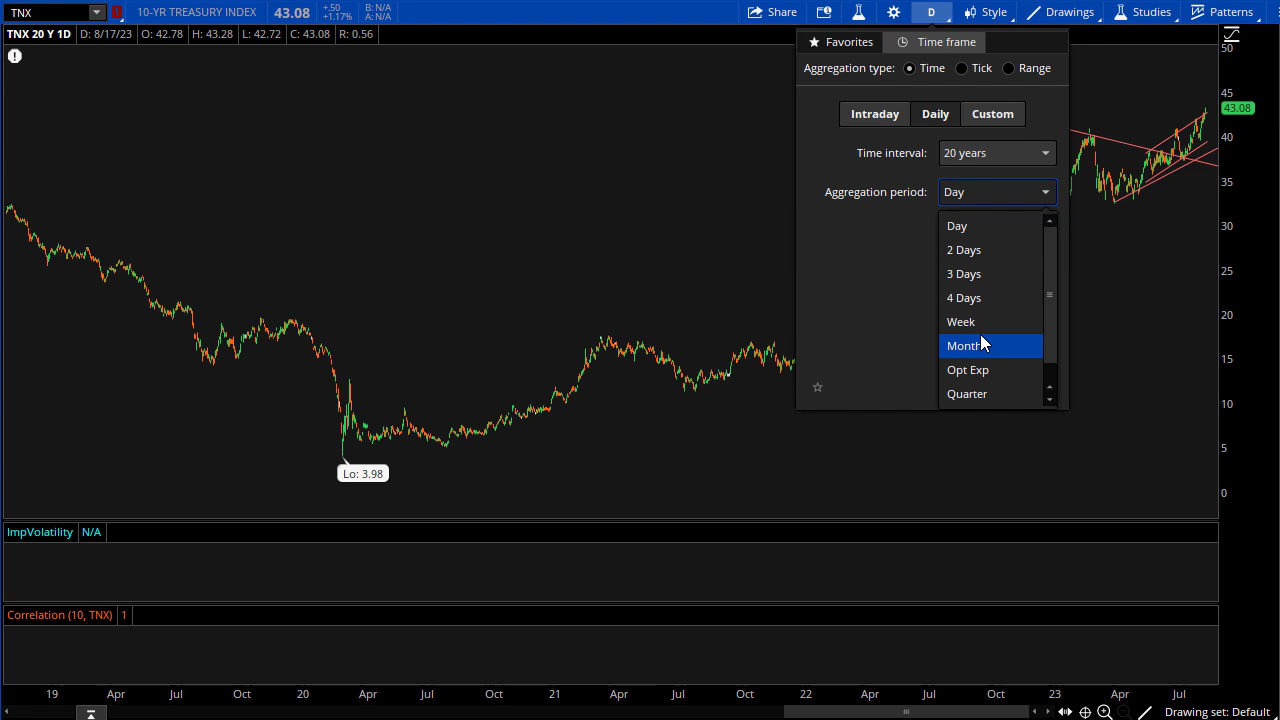 TNX
10-YR TREASURY INDEX
43.08
+.50
+1.17%
B: N/A
A: N/A
Share
D
Style
Drawings
Studies
Patterns
TNX 20 Y 1D
D: 8/17/23
O: 42.78
H: 43.28
L: 42.72
C: 43.08
R: 0.56
Favorites
Time frame
Aggregation type:
Time
Tick
Range
Intraday
Daily
Custom
Time interval:
20 years
Aggregation period:
Day
Day
2 Days
3 Days
4 Days
Week
Month
Opt Exp
Quarter
50
45
43.08
40
35
30
25
20
15
10
5
0
Lo: 3.98
ImpVolatility
N/A
Correlation (10, TNX)
1
19
Apr
Jul
Oct
20
Apr
Jul
Oct
21
Apr
Jul
Oct
22
Apr
Jul
Oct
23
Apr
Jul
Drawing set: Default